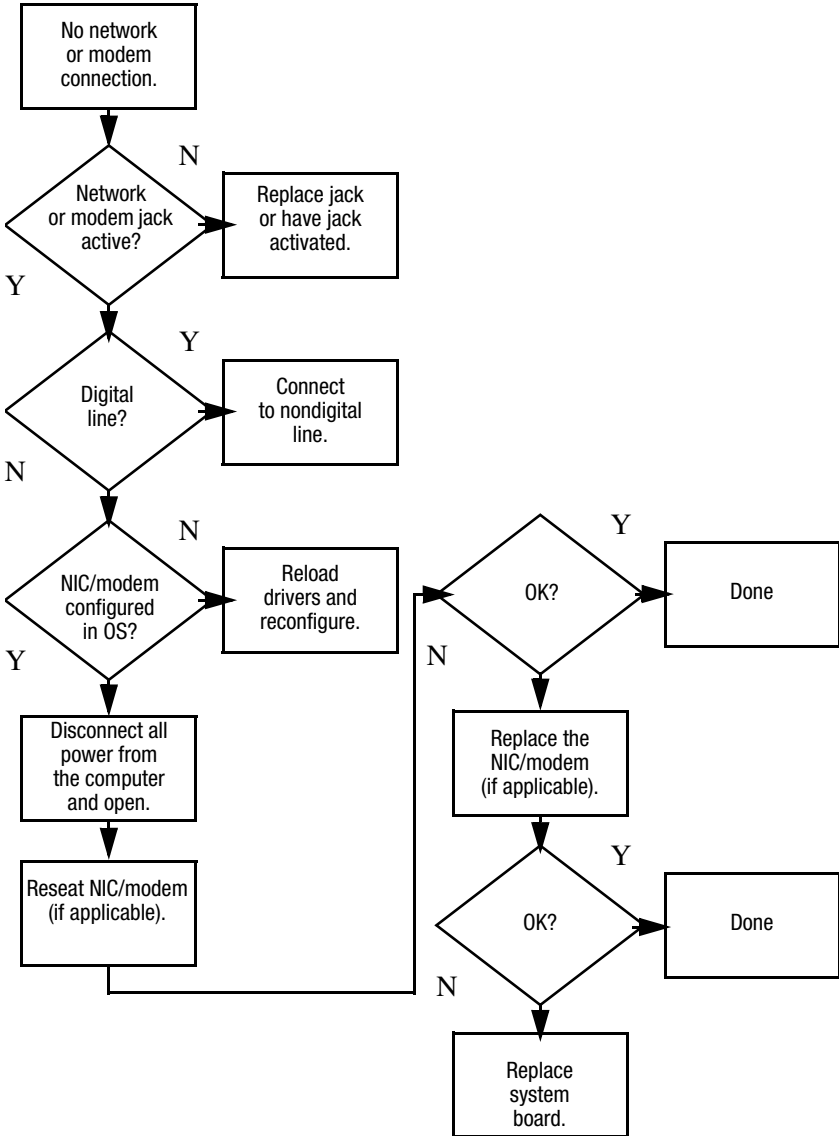 No network
or modem
connection.
N
Network
or modem jack
active?
Replace jack
or have jack
activated.
Y
Y
Digital
line?
Connect
to nondigital
line.
N
N
NIC/modem
configured
in OS?
Reload
drivers and
reconfigure.
Y
Disconnect all
power from
the computer
and open.
Reseat NIC/modem
(if applicable).
Y
OK?
Done
N
Replace the
NIC/modem
(if applicable).
Y
OK?
Done
N
Replace
system
board.